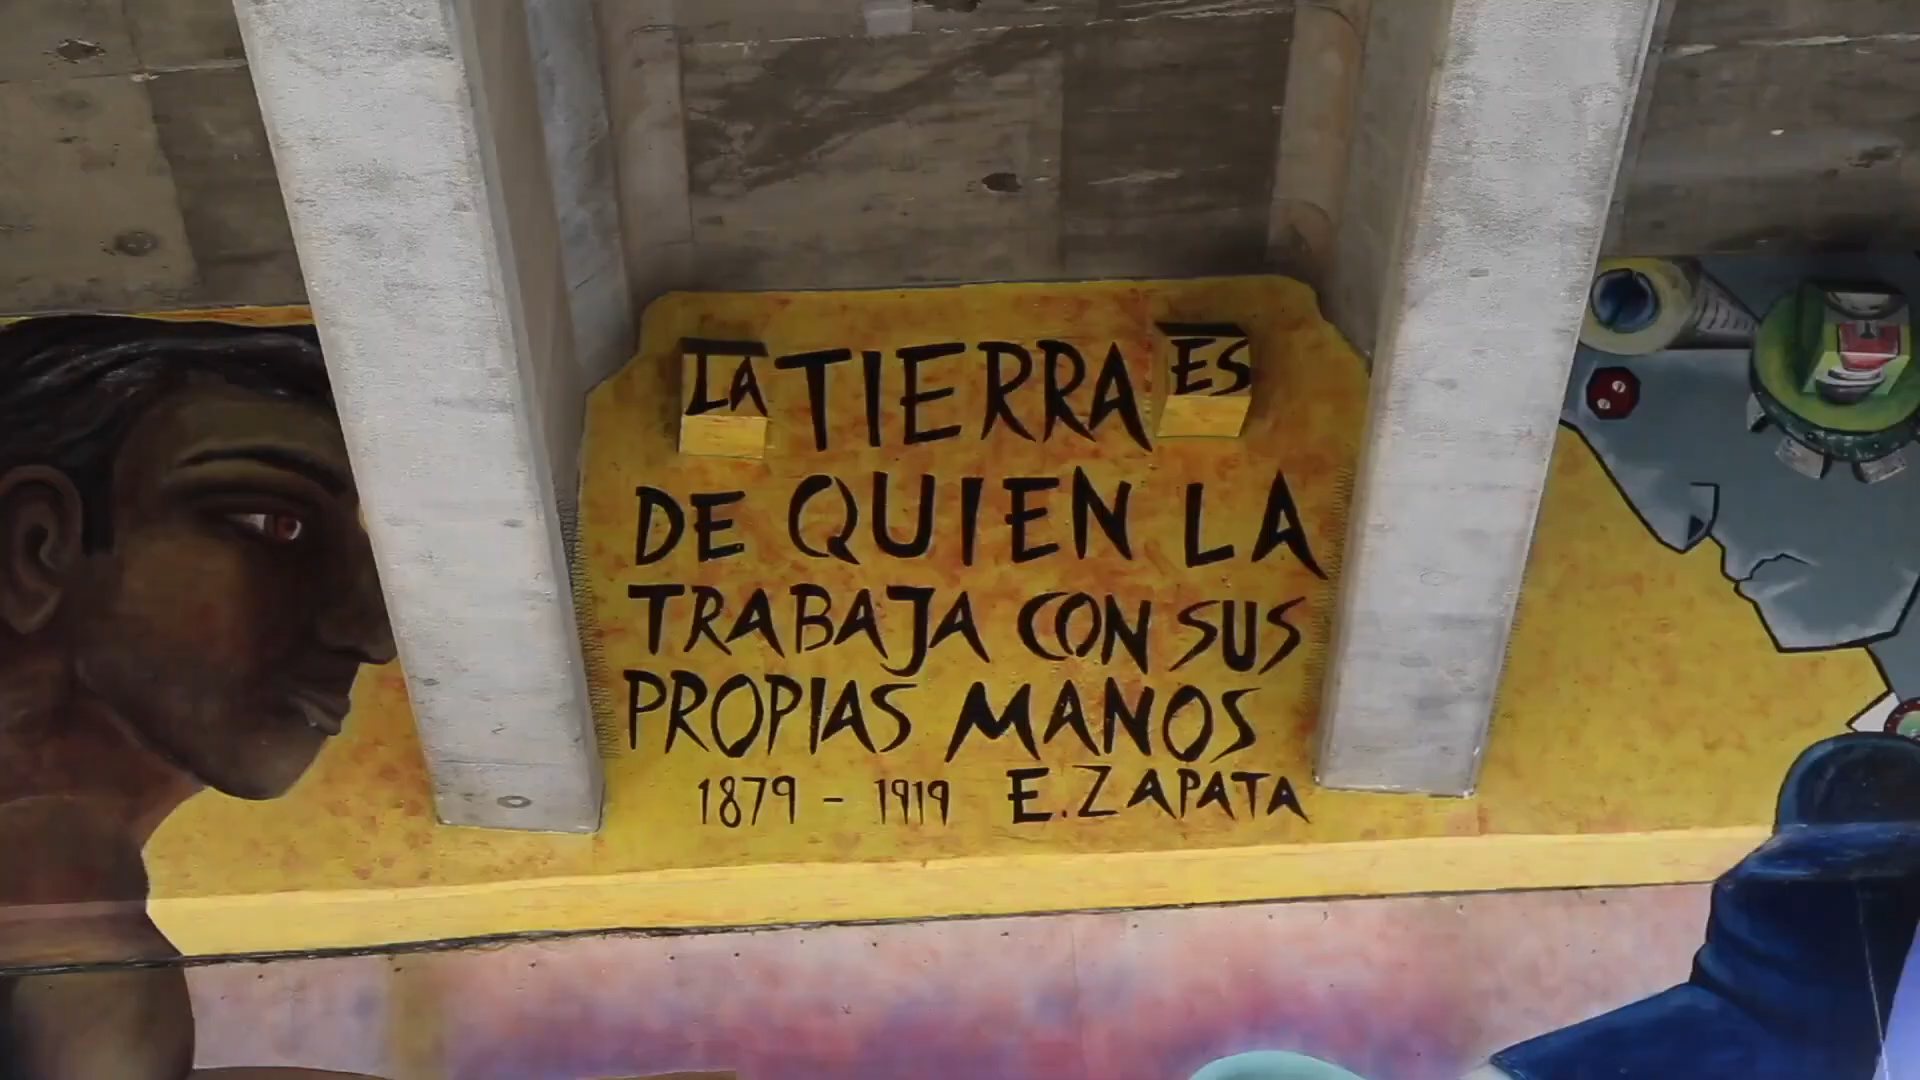 LA TIERRA ES
DE QUIEN LA
TRABAJA CON SUS
PROPIAS MANOS
1879 - 1919 E. ZAPATA